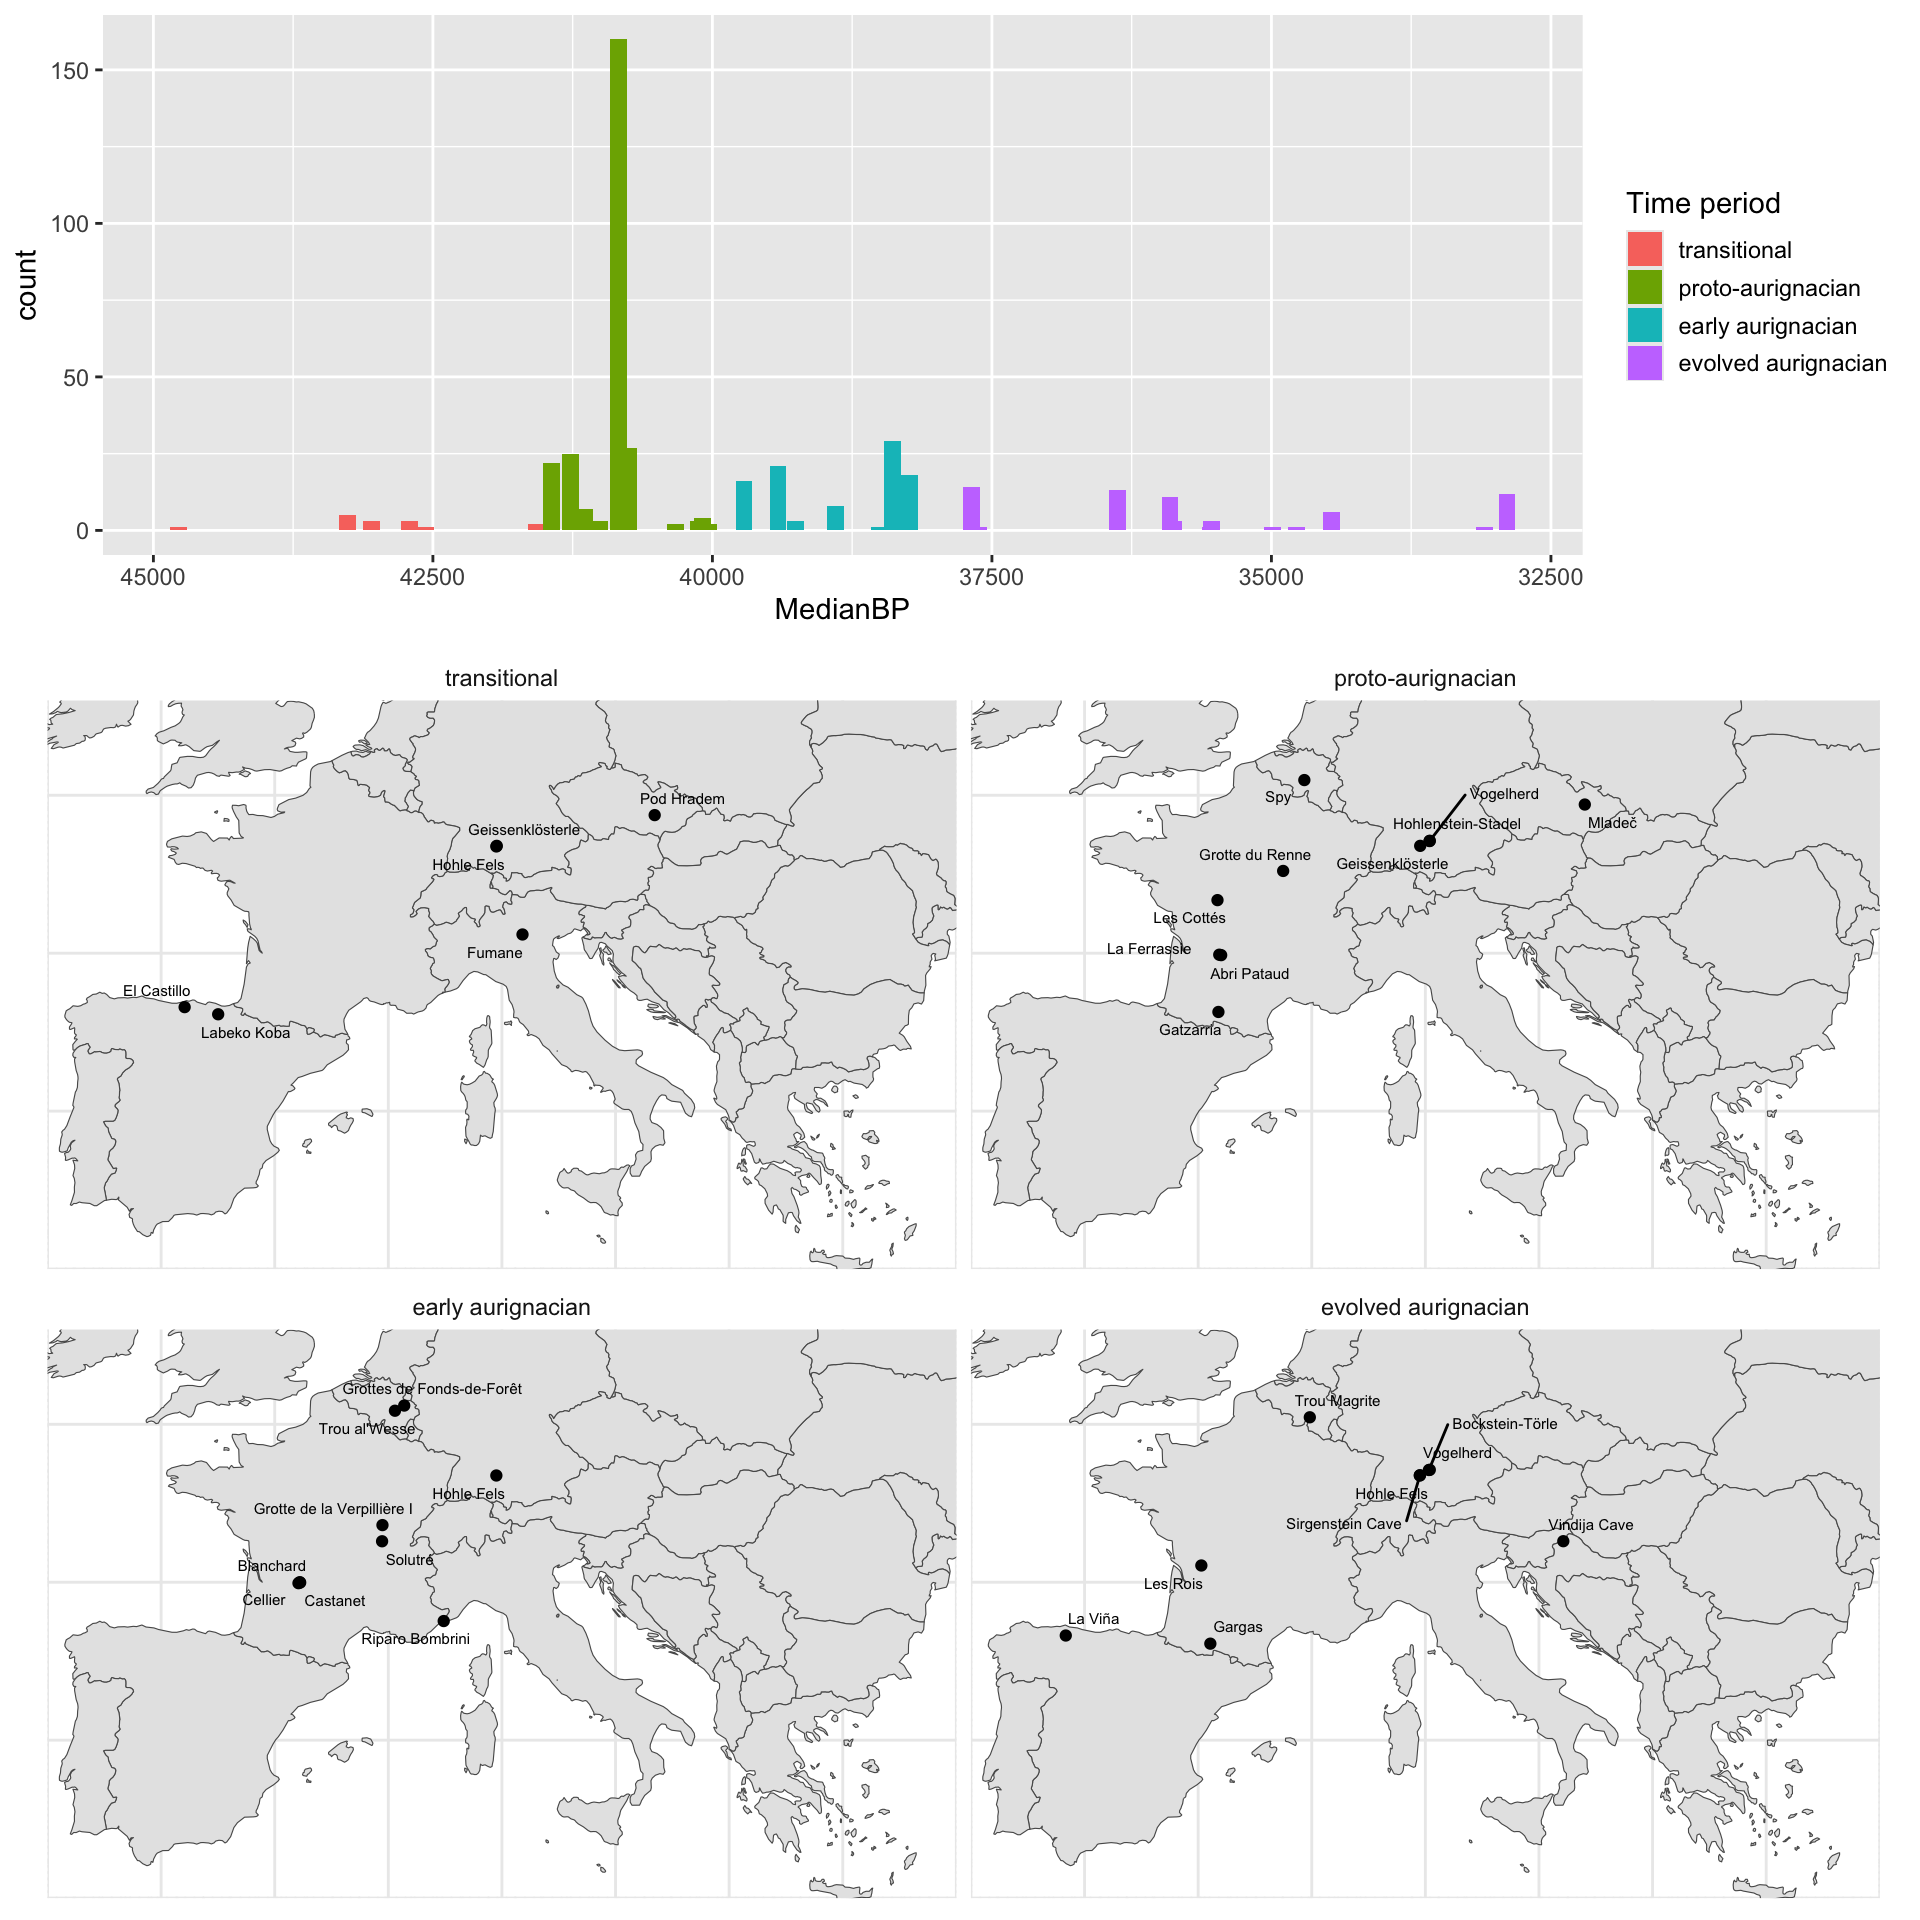 150
100
50
0
count
45000 42500 40000 37500 35000 32500
MedianBP
Time period
transitional
proto-aurignacian
early aurignacian
evolved aurignacian
transitional
Pod Hradem
Geissenklösterle
Hohle Fels
Fumane
El Castillo
Labeko Koba
proto-aurignacian
Spy
Vogelherd
Hohlenstein-Stadel
Mladeč
Grotte du Renne
Geissenklösterle
Les Cottés
La Ferrassie
Abri Pataud
Gatzarria
early aurignacian
Grottes de Fonds-de-Forêt
Trou al'Wesse
Hohle Fels
Grotte de la Verpillière I
Solutré
Blanchard
Cellier
Castanet
Riparo Bombrini
evolved aurignacian
Trou Magrite
Bockstein-Törle
Vogelherd
Hohle Fels
Sirgenstein Cave
Vindija Cave
Les Rois
La Viña
Gargas